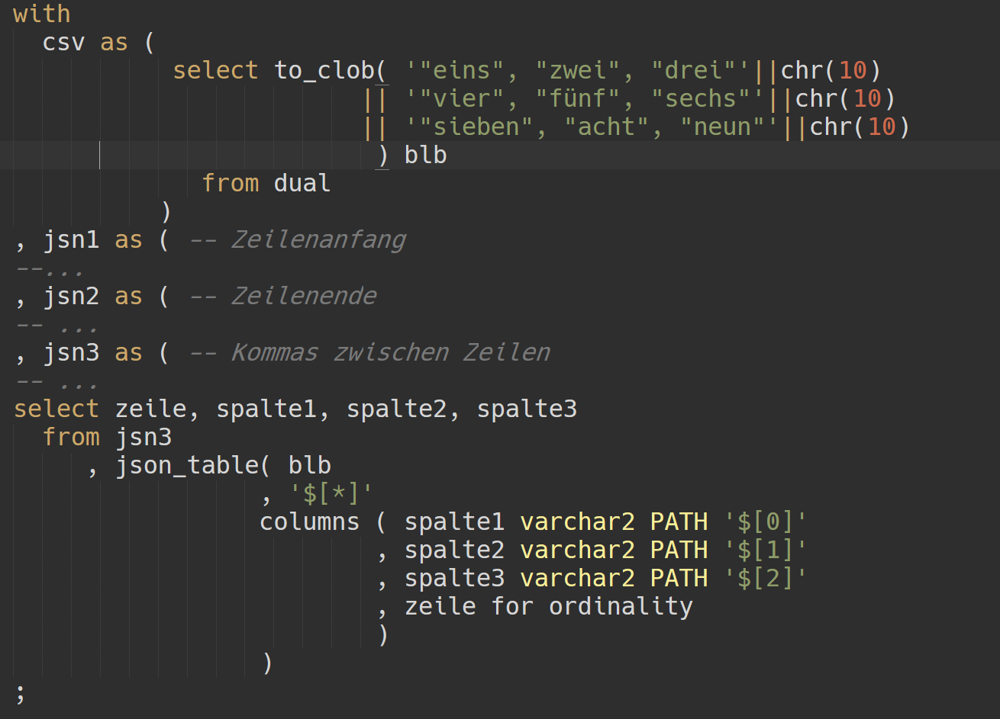 with
  csv as (
           select to_clob( '"eins", "zwei", "drei"'||chr(10)
                        || '"vier", "fünf", "sechs"'||chr(10)
                        || '"sieben", "acht", "neun"'||chr(10)
                         ) blb
             from dual
          )
, jsn1 as ( -- Zeilenanfang
--...
, jsn2 as ( -- Zeilenende
-- ...
, jsn3 as ( -- Kommas zwischen Zeilen
-- ...
select zeile, spalte1, spalte2, spalte3
  from jsn3
     , json_table( blb
                 , '$[*]'
                 columns ( spalte1 varchar2 PATH '$[0]'
                         , spalte2 varchar2 PATH '$[1]'
                         , spalte3 varchar2 PATH '$[2]'
                         , zeile for ordinality
                         )
                 )
;